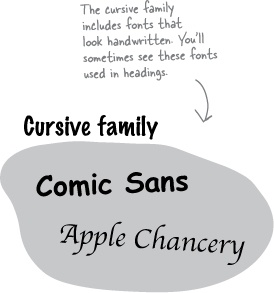 The cursive family
includes fonts that
look handwritten. You'll
sometimes see these fonts
used in headings.
Cursive family
Comic Sans
Apple Chancery